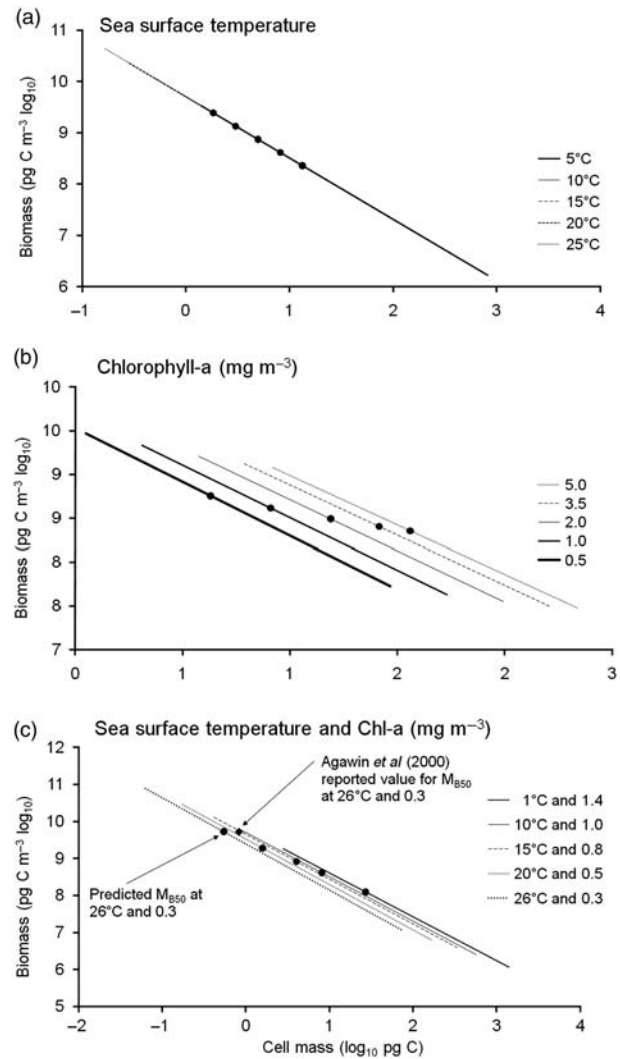 (a) Sea surface temperature
11
10
9
8
7
6
Biomass (pg C m⁻³ log₁₀)
5°C
10°C
15°C
20°C
25°C
–1 0 1 2 3 4
(b) Chlorophyll-a (mg m⁻³)
10
10
9
9
8
8
7
Biomass (pg C m⁻³ log₁₀)
5.0
3.5
2.0
1.0
0.5
0 1 1 2 2 3
(c) Sea surface temperature and Chl-a (mg m⁻³)
12
11
10
9
8
7
6
5
Biomass (pg C m⁻³ log₁₀)
Agawin et al (2000)
reported value for M_B50
at 26°C and 0.3
1°C and 1.4
10°C and 1.0
15°C and 0.8
20°C and 0.5
26°C and 0.3
Predicted M_B50 at
26°C and 0.3
–2 –1 0 1 2 3 4
Cell mass (log₁₀ pg C)